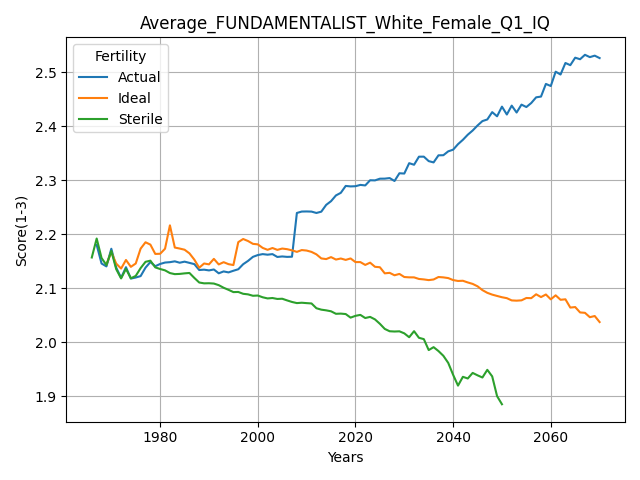 Average_FUNDAMENTALIST_White_Female_Q1_IQ
Fertility
Actual
Ideal
Sterile
Score(1-3)
2.5
2.4
2.3
2.2
2.1
2.0
1.9
1980 2000 2020 2040 2060
Years